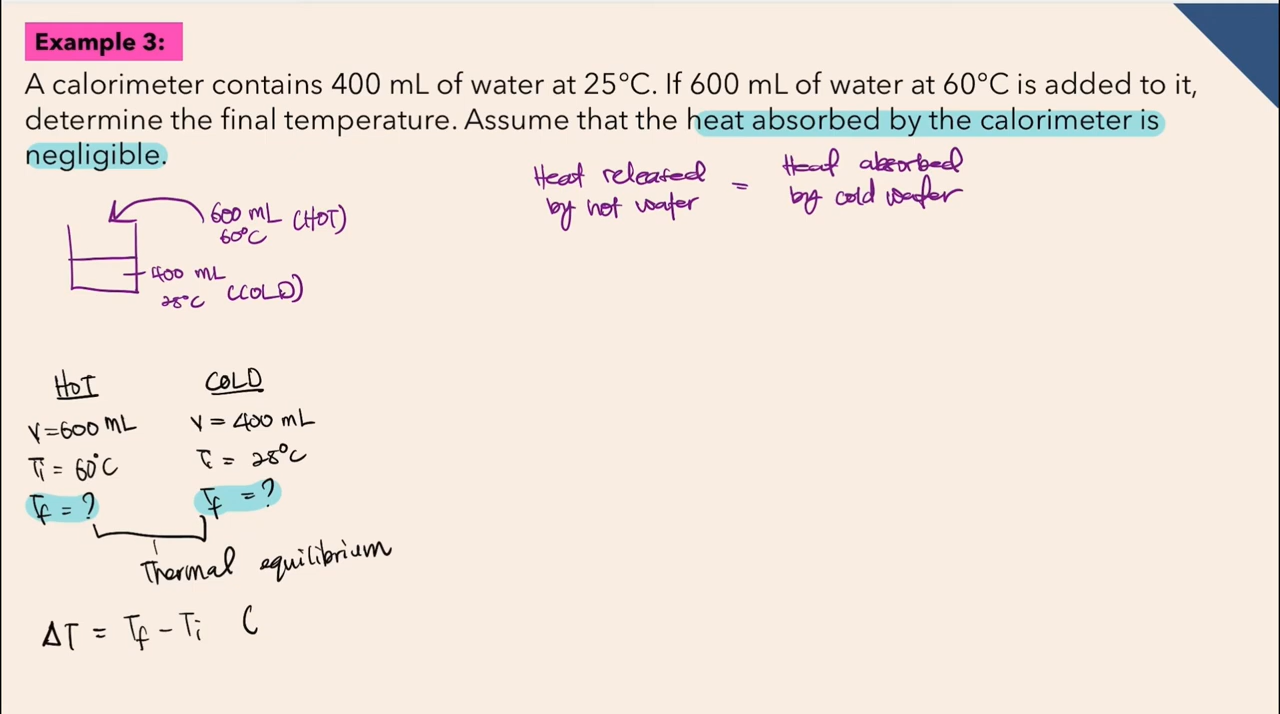 Example 3:
A calorimeter contains 400 mL of water at 25°C. If 600 mL of water at 60°C is added to it,
determine the final temperature. Assume that the heat absorbed by the calorimeter is
negligible.
Heat released = Heat absorbed
by hot water by cold water
600 mL (HOT)
60°C
400 mL
28°C (COLD)
HOT COLD
V = 600 mL V = 400 mL
Ti = 60°C Ti = 28°C
Tf = ? Tf = ?
Thermal equilibrium
ΔT = Tf - Ti (